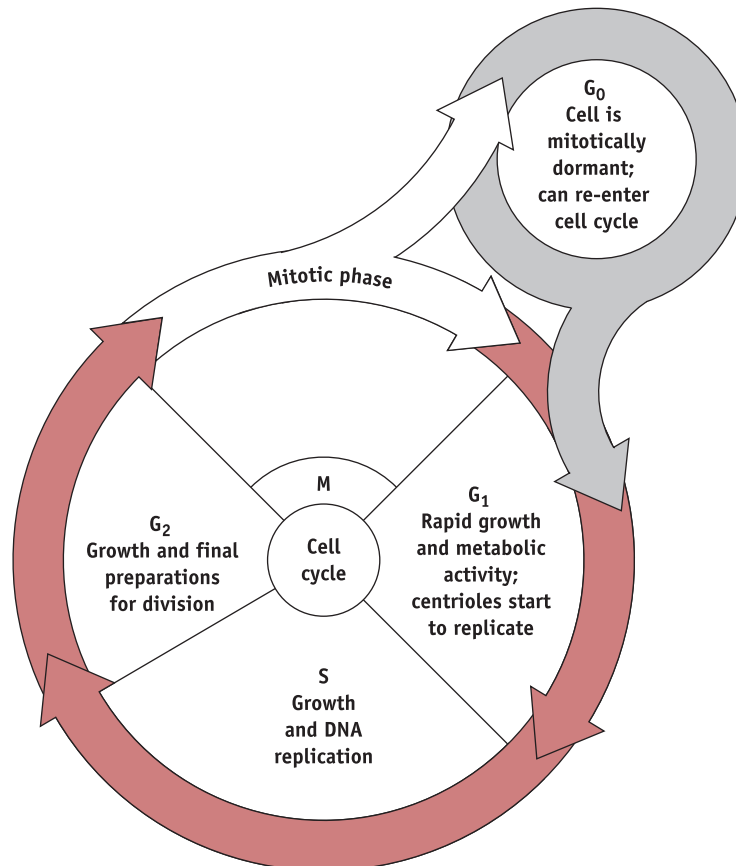 G₀
Cell is
mitotically
dormant;
can re-enter
cell cycle
Mitotic phase
M
G₁
Rapid growth
and metabolic
activity;
centrioles start
to replicate
G₂
Growth and final
preparations
for division
Cell
cycle
S
Growth
and DNA
replication